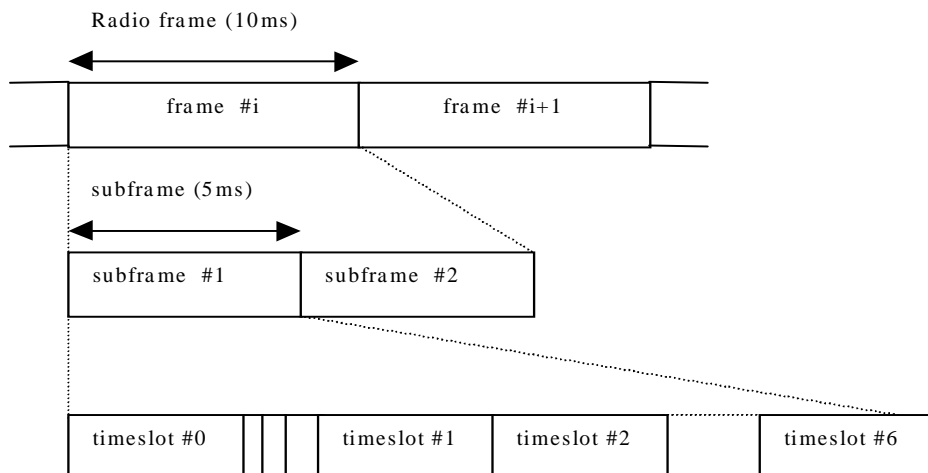 Radio frame (10ms)
frame #i
frame #i+1
subframe (5ms)
subframe #1
subframe #2
timeslot #0
timeslot #1
timeslot #2
timeslot #6